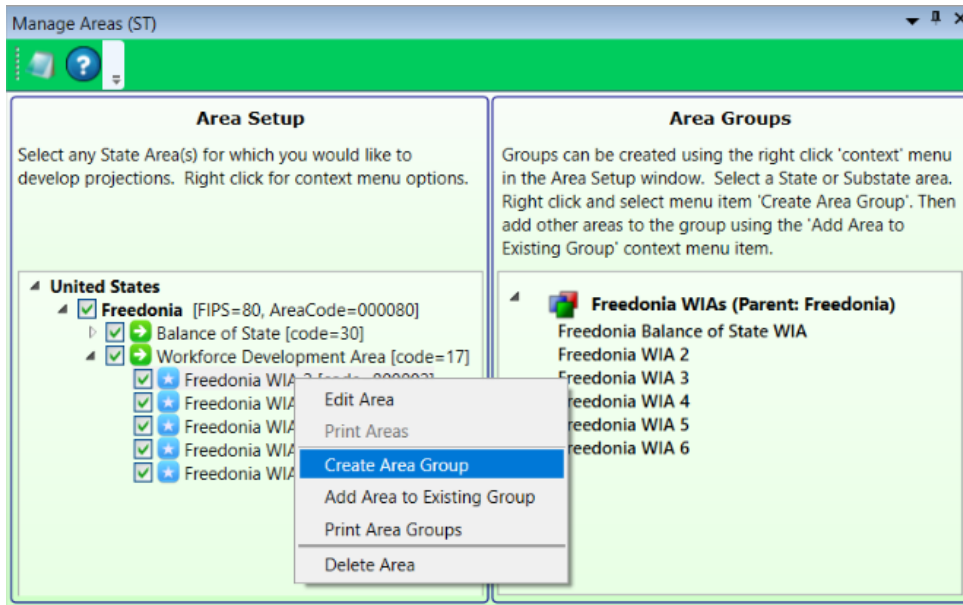 Manage Areas (ST)
Area Setup
Select any State Area(s) for which you would like to
develop projections. Right click for context menu options.
United States
Freedonia [FIPS=80, AreaCode=000080]
Balance of State [code=30]
Workforce Development Area [code=17]
Freedonia WIA
Freedonia WIA
Freedonia WIA
Freedonia WIA
Freedonia WIA
Edit Area
Print Areas
Create Area Group
Add Area to Existing Group
Print Area Groups
Delete Area
Area Groups
Groups can be created using the right click 'context' menu
in the Area Setup window. Select a State or Substate area.
Right click and select menu item 'Create Area Group'. Then
add other areas to the group using the 'Add Area to
Existing Group' context menu item.
Freedonia WIAs (Parent: Freedonia)
Freedonia Balance of State WIA
Freedonia WIA 2
Freedonia WIA 3
Freedonia WIA 4
Freedonia WIA 5
Freedonia WIA 6